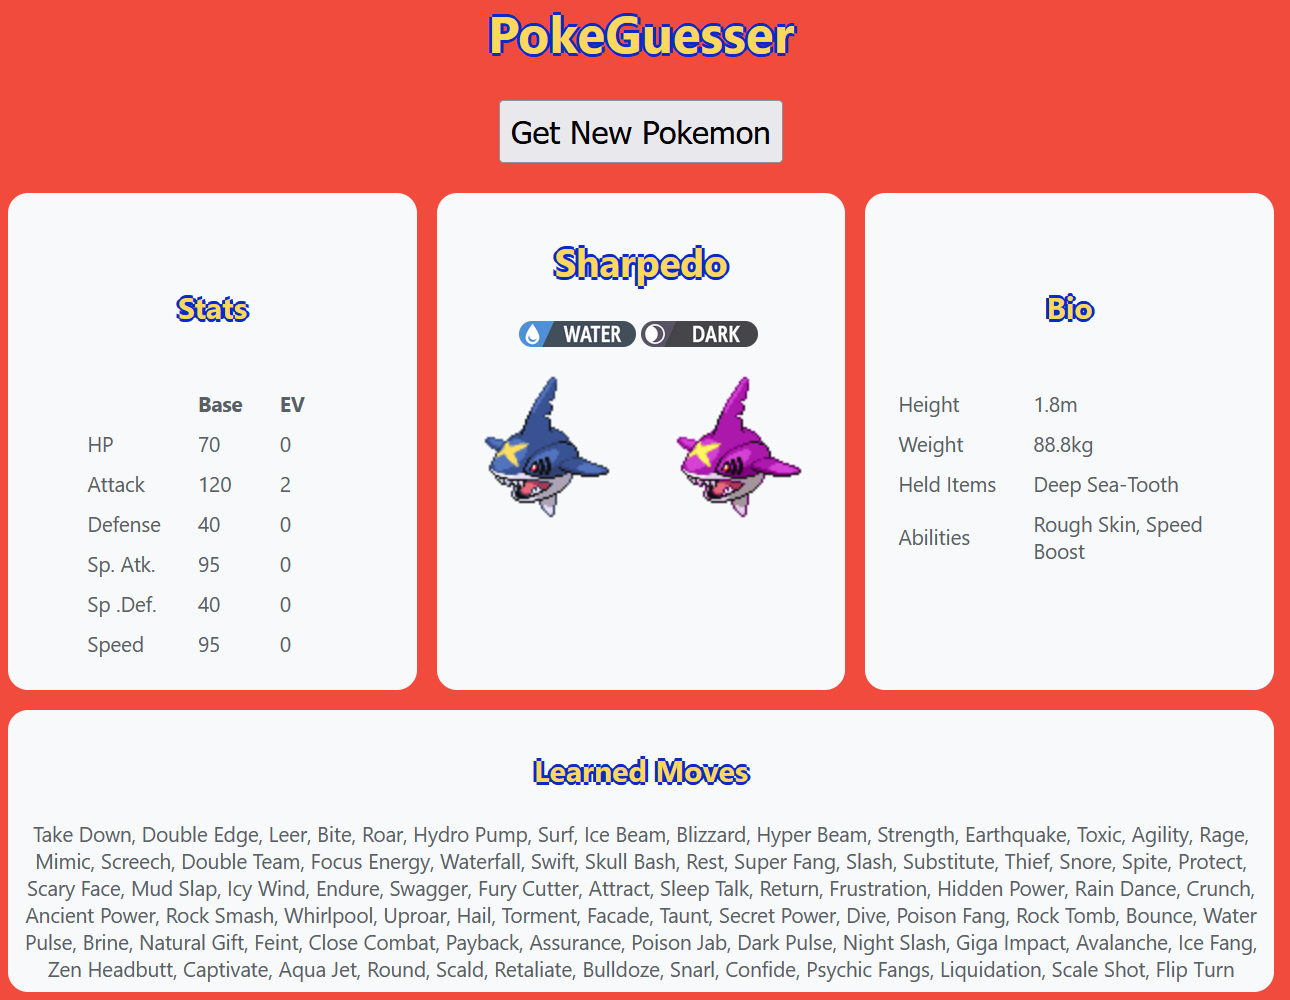 PokeGuesser
Get New Pokemon
Stats
Base EV
HP 70 0
Attack 120 2
Defense 40 0
Sp. Atk. 95 0
Sp .Def. 40 0
Speed 95 0
Sharpedo
WATER DARK
Bio
Height 1.8m
Weight 88.8kg
Held Items Deep Sea-Tooth
Abilities Rough Skin, Speed
Boost
Learned Moves
Take Down, Double Edge, Leer, Bite, Roar, Hydro Pump, Surf, Ice Beam, Blizzard, Hyper Beam, Strength, Earthquake, Toxic, Agility, Rage,
Mimic, Screech, Double Team, Focus Energy, Waterfall, Swift, Skull Bash, Rest, Super Fang, Slash, Substitute, Thief, Snore, Spite, Protect,
Scary Face, Mud Slap, Icy Wind, Endure, Swagger, Fury Cutter, Attract, Sleep Talk, Return, Frustration, Hidden Power, Rain Dance, Crunch,
Ancient Power, Rock Smash, Whirlpool, Uproar, Hail, Torment, Facade, Taunt, Secret Power, Dive, Poison Fang, Rock Tomb, Bounce, Water
Pulse, Brine, Natural Gift, Feint, Close Combat, Payback, Assurance, Poison Jab, Dark Pulse, Night Slash, Giga Impact, Avalanche, Ice Fang,
Zen Headbutt, Captivate, Aqua Jet, Round, Scald, Retaliate, Bulldoze, Snarl, Confide, Psychic Fangs, Liquidation, Scale Shot, Flip Turn